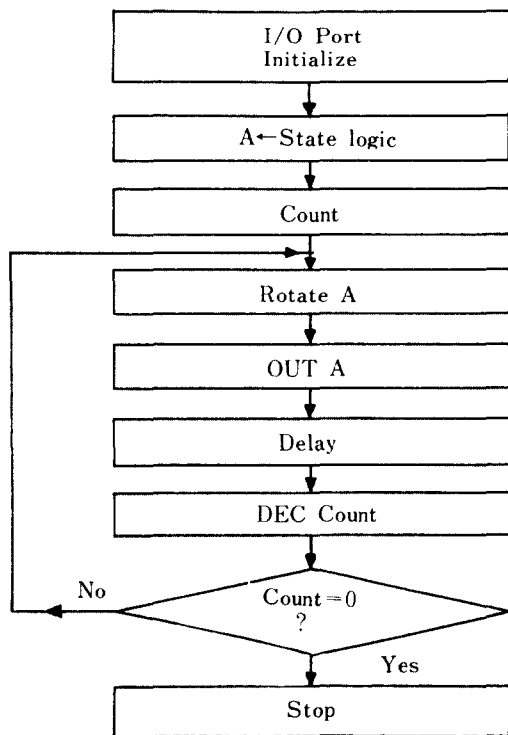 I/O Port
Initialize
A←State logic
Count
Rotate A
OUT A
Delay
DEC Count
No
Count=0
?
Yes
Stop